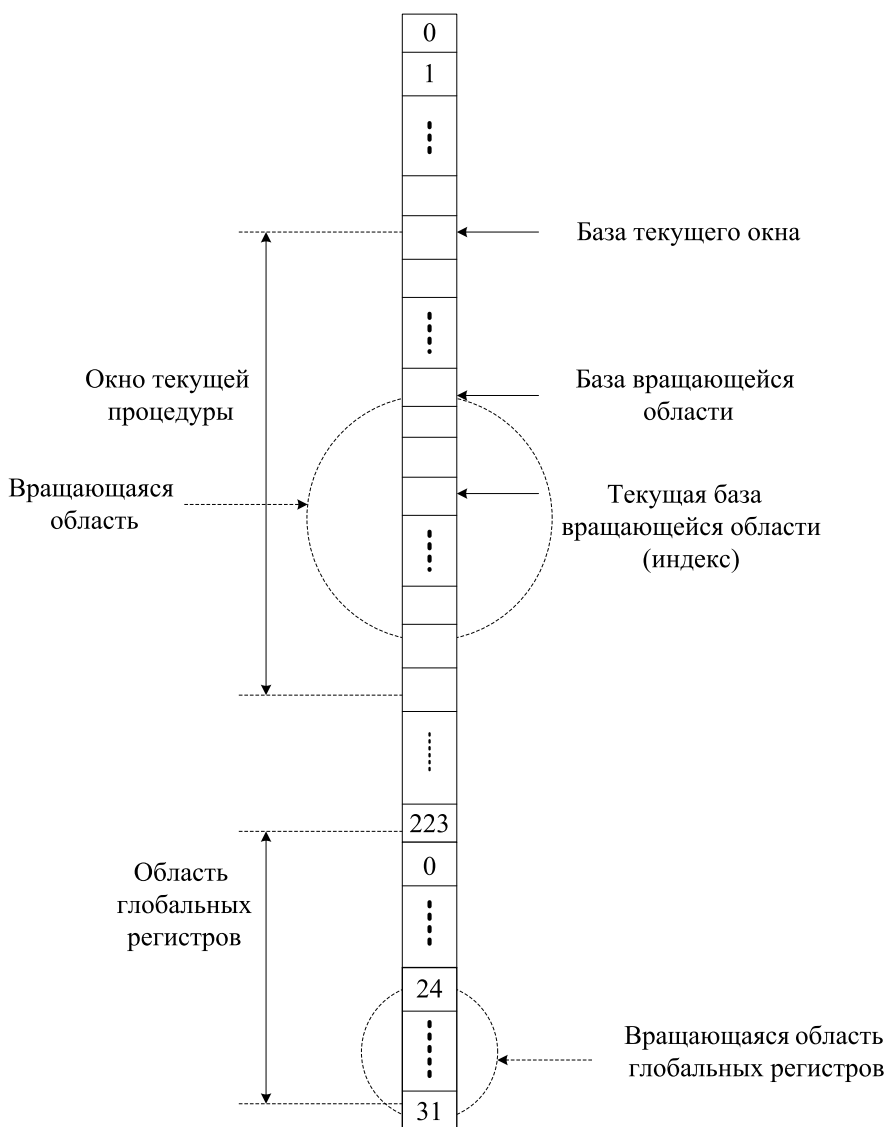 0
1
База текущего окна
Окно текущей
процедуры
База вращающейся
области
Вращающаяся
область
Текущая база
вращающейся области
(индекс)
223
0
Область
глобальных
регистров
24
Вращающаяся область
глобальных регистров
31